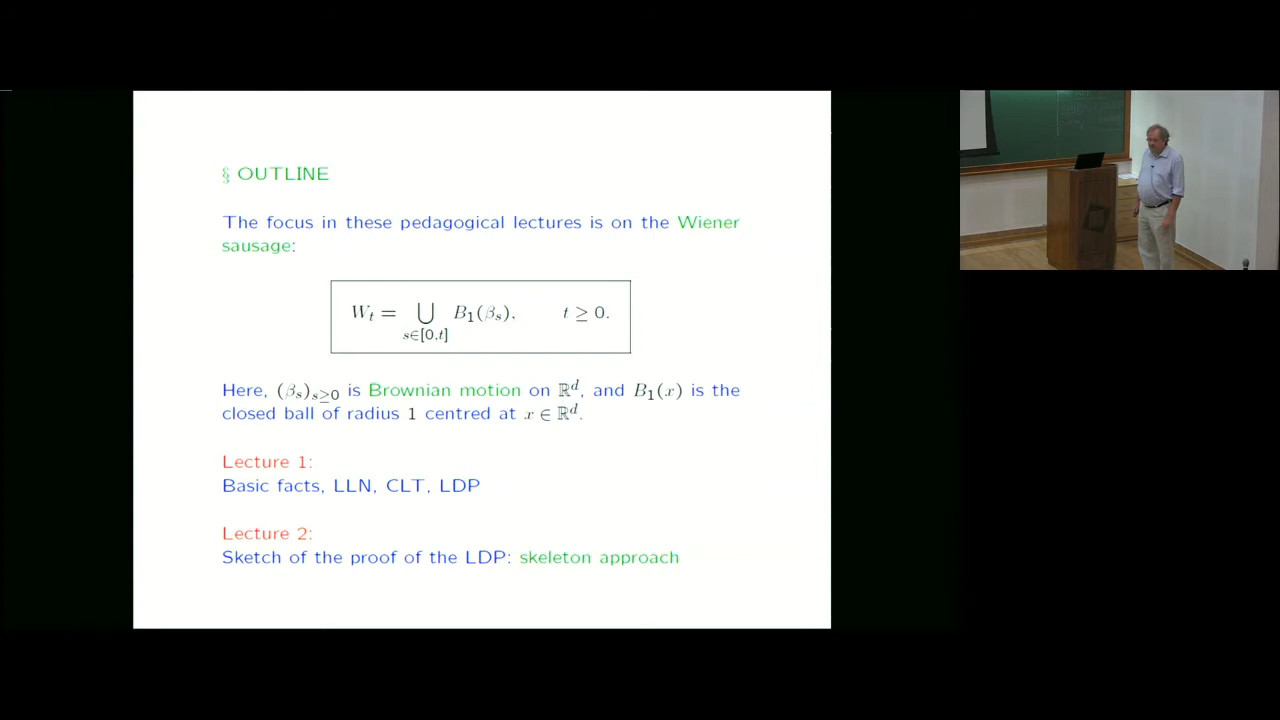 § OUTLINE
The focus in these pedagogical lectures is on the Wiener
sausage:
W_t = ⋃_{s∈[0,t]} B_1(β_s), t ≥ 0.
Here, (β_s)_{s≥0} is Brownian motion on ℝ^d, and B_1(x) is the
closed ball of radius 1 centred at x ∈ ℝ^d.
Lecture 1:
Basic facts, LLN, CLT, LDP
Lecture 2:
Sketch of the proof of the LDP: skeleton approach